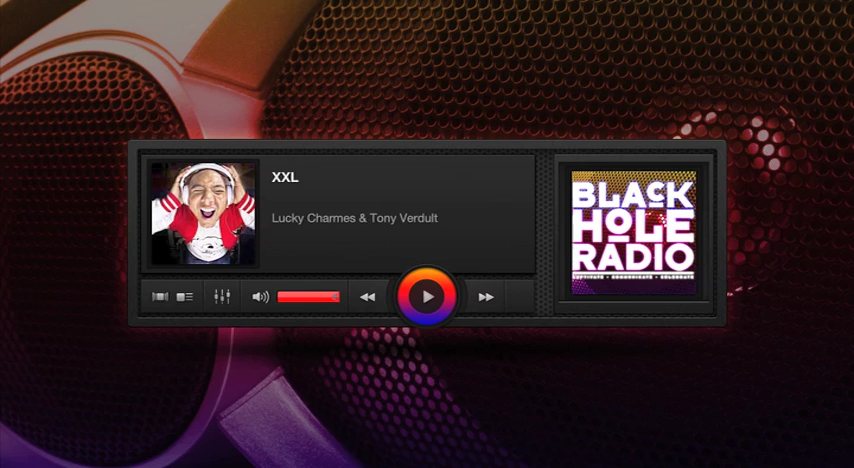 XXL
Lucky Charmes & Tony Verdult
BLACK
HOLE
RADIO